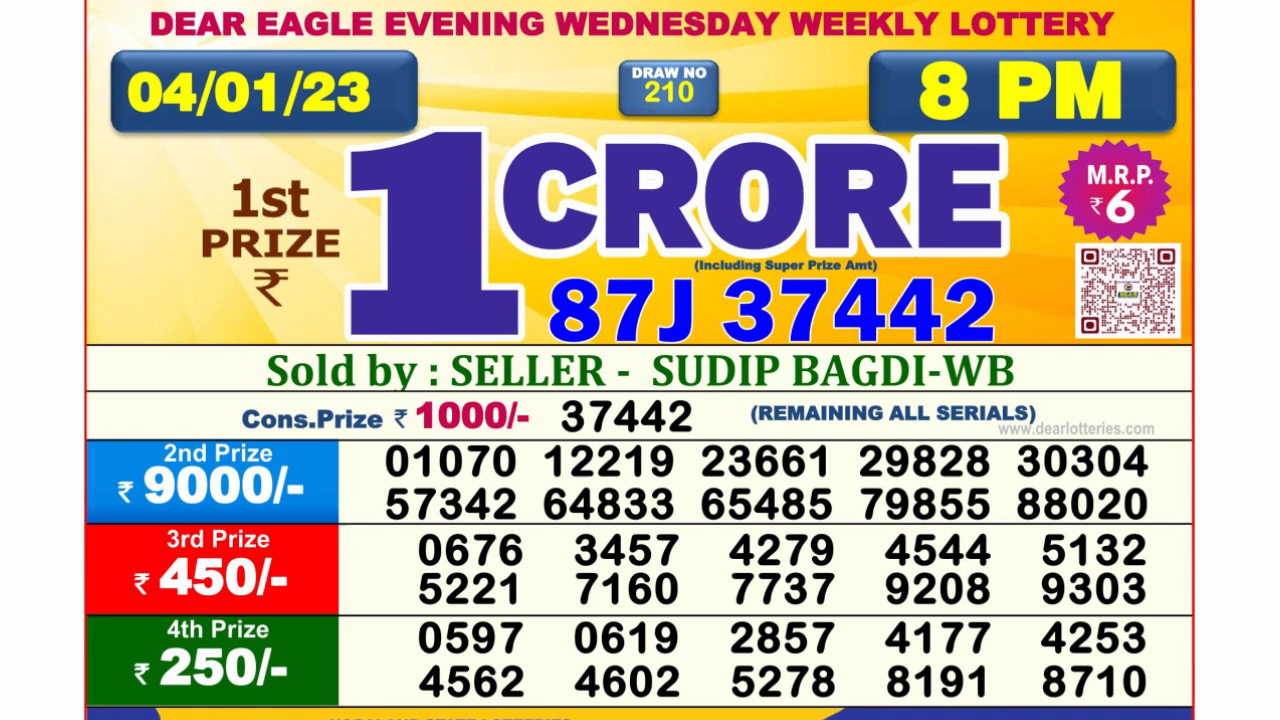 DEAR EAGLE EVENING WEDNESDAY WEEKLY LOTTERY
04/01/23
DRAW NO
210
8 PM
1st
PRIZE
₹
1 CRORE
(Including Super Prize Amt)
M.R.P.
₹6
87J 37442
Sold by : SELLER - SUDIP BAGDI-WB
Cons.Prize ₹ 1000/- 37442 (REMAINING ALL SERIALS)
www.dearlotteries.com
2nd Prize
₹ 9000/-
01070 12219 23661 29828 30304
57342 64833 65485 79855 88020
3rd Prize
₹ 450/-
0676 3457 4279 4544 5132
5221 7160 7737 9208 9303
4th Prize
₹ 250/-
0597 0619 2857 4177 4253
4562 4602 5278 8191 8710